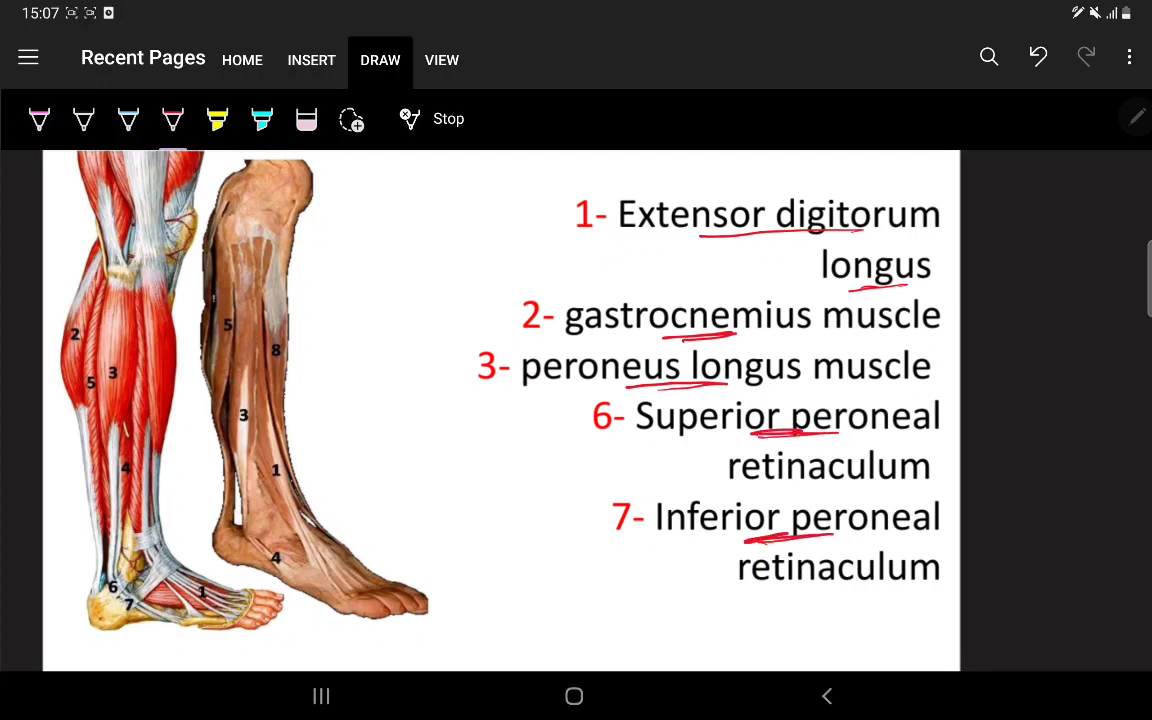 15:07
Recent Pages HOME INSERT DRAW VIEW
Stop
1- Extensor digitorum
longus
2- gastrocnemius muscle
3- peroneus longus muscle
6- Superior peroneal
retinaculum
7- Inferior peroneal
retinaculum
2
3
5
4
6
7
1
5
8
3
1
4